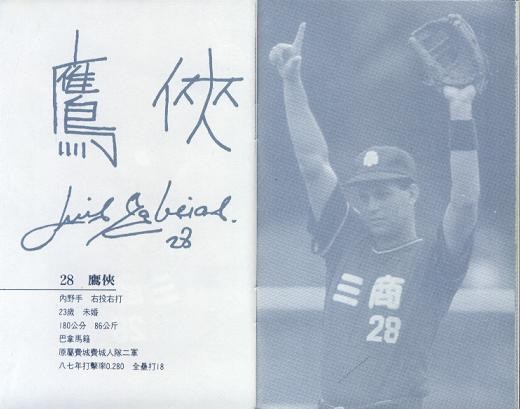 鷹俠
28
28 鷹俠
內野手 右投右打
23歲 未婚
180公分 86公斤
巴拿馬籍
原屬費城費城人隊二軍
八七年打擊率0.280 全壘打18
三商
28